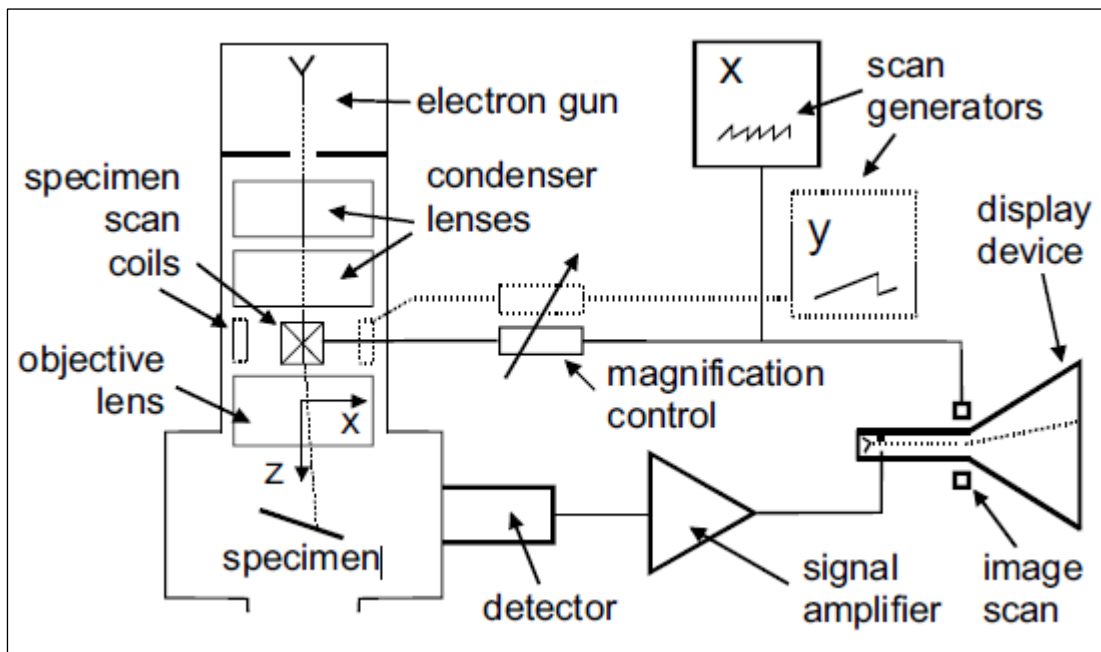 electron gun
specimen
scan
coils
condenser
lenses
objective
lens
x
z
specimen
detector
X
scan
generators
y
display
device
magnification
control
signal
amplifier
image
scan